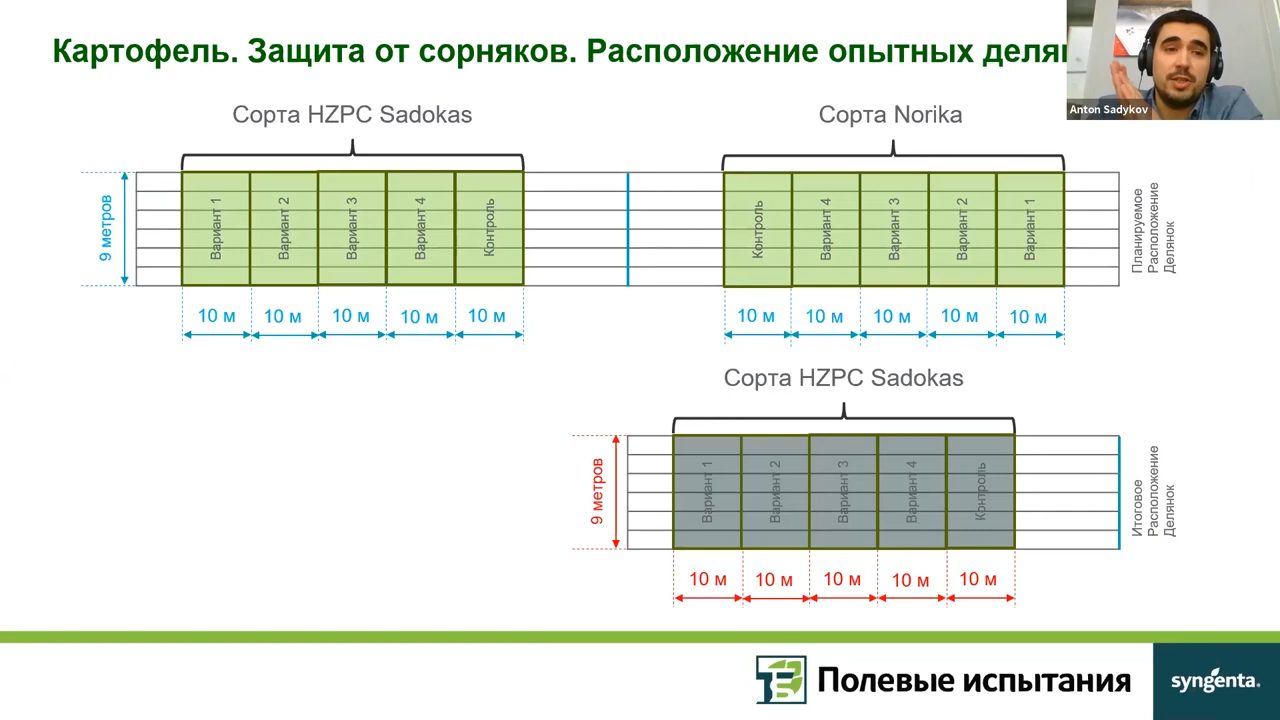 Картофель. Защита от сорняков. Расположение опытных
Anton Sadykov
Сорта HZPC Sadokas
Сорта Norika
9 метров
Вариант 1
Вариант 2
Вариант 3
Вариант 4
Контроль
Контроль
Вариант 4
Вариант 3
Вариант 2
Вариант 1
Планируемое
Расположение
Делянок
10 м
10 м
10 м
10 м
10 м
10 м
10 м
10 м
10 м
10 м
Сорта HZPC Sadokas
9 метров
Вариант 1
Вариант 2
Вариант 3
Вариант 4
Контроль
Итоговое
Расположение
Делянок
10 м
10 м
10 м
10 м
10 м
Полевые испытания
syngenta.